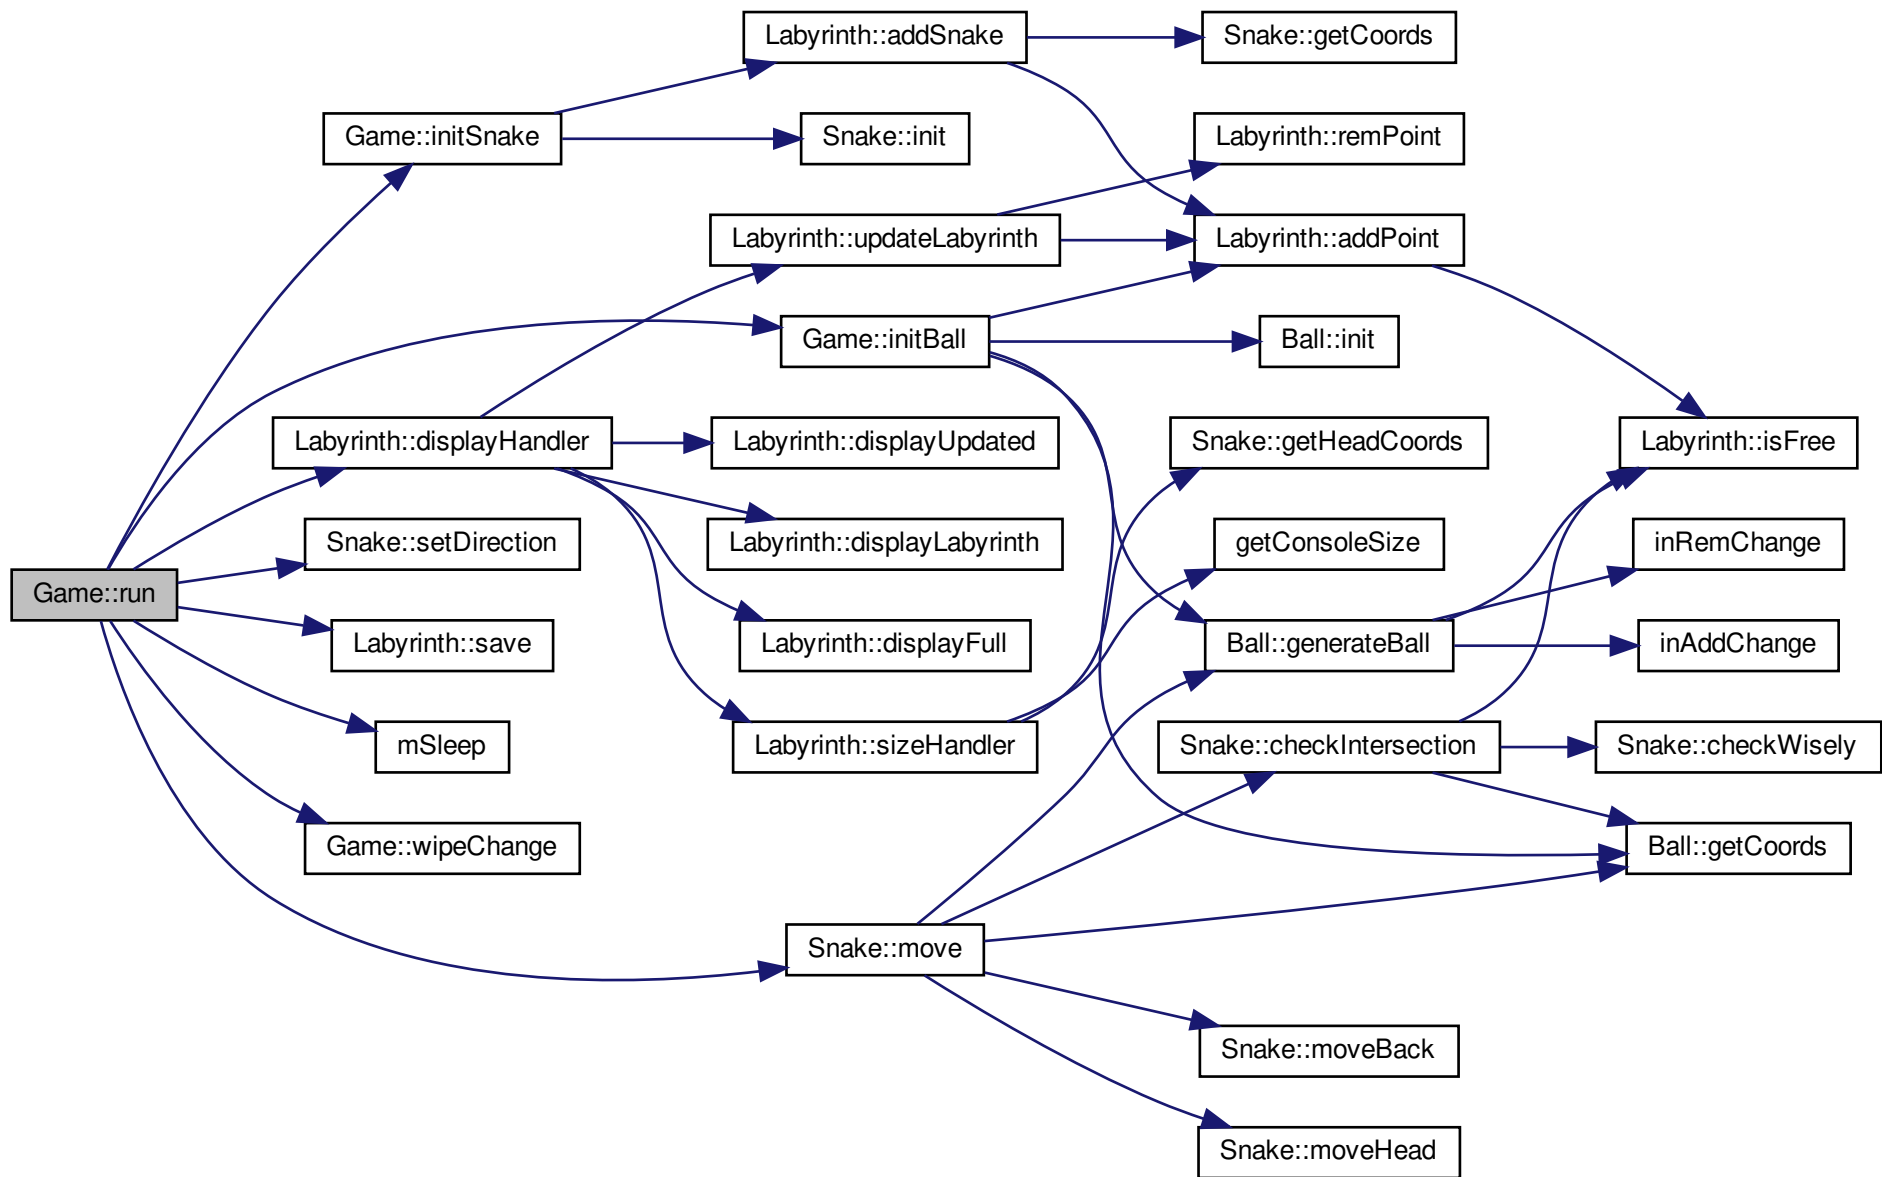 Labyrinth::addSnake
Snake::getCoords
Game::initSnake
Snake::init
Labyrinth::remPoint
Labyrinth::updateLabyrinth
Labyrinth::addPoint
Game::initBall
Ball::init
Labyrinth::displayHandler
Labyrinth::displayUpdated
Snake::getHeadCoords
Labyrinth::isFree
Snake::setDirection
Labyrinth::displayLabyrinth
getConsoleSize
inRemChange
Game::run
Labyrinth::save
Labyrinth::displayFull
Ball::generateBall
inAddChange
mSleep
Labyrinth::sizeHandler
Snake::checkIntersection
Snake::checkWisely
Game::wipeChange
Ball::getCoords
Snake::move
Snake::moveBack
Snake::moveHead